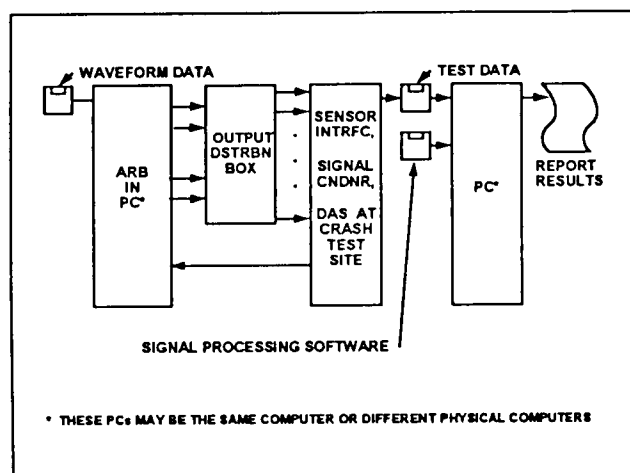 WAVEFORM DATA
TEST DATA
ARB
IN
PC*
OUTPUT
DSTRBN
BOX
SENSOR
INTRFC,
SIGNAL
CNDNR,
DAS AT
CRASH
TEST
SITE
PC*
REPORT
RESULTS
SIGNAL PROCESSING SOFTWARE
* THESE PCs MAY BE THE SAME COMPUTER OR DIFFERENT PHYSICAL COMPUTERS